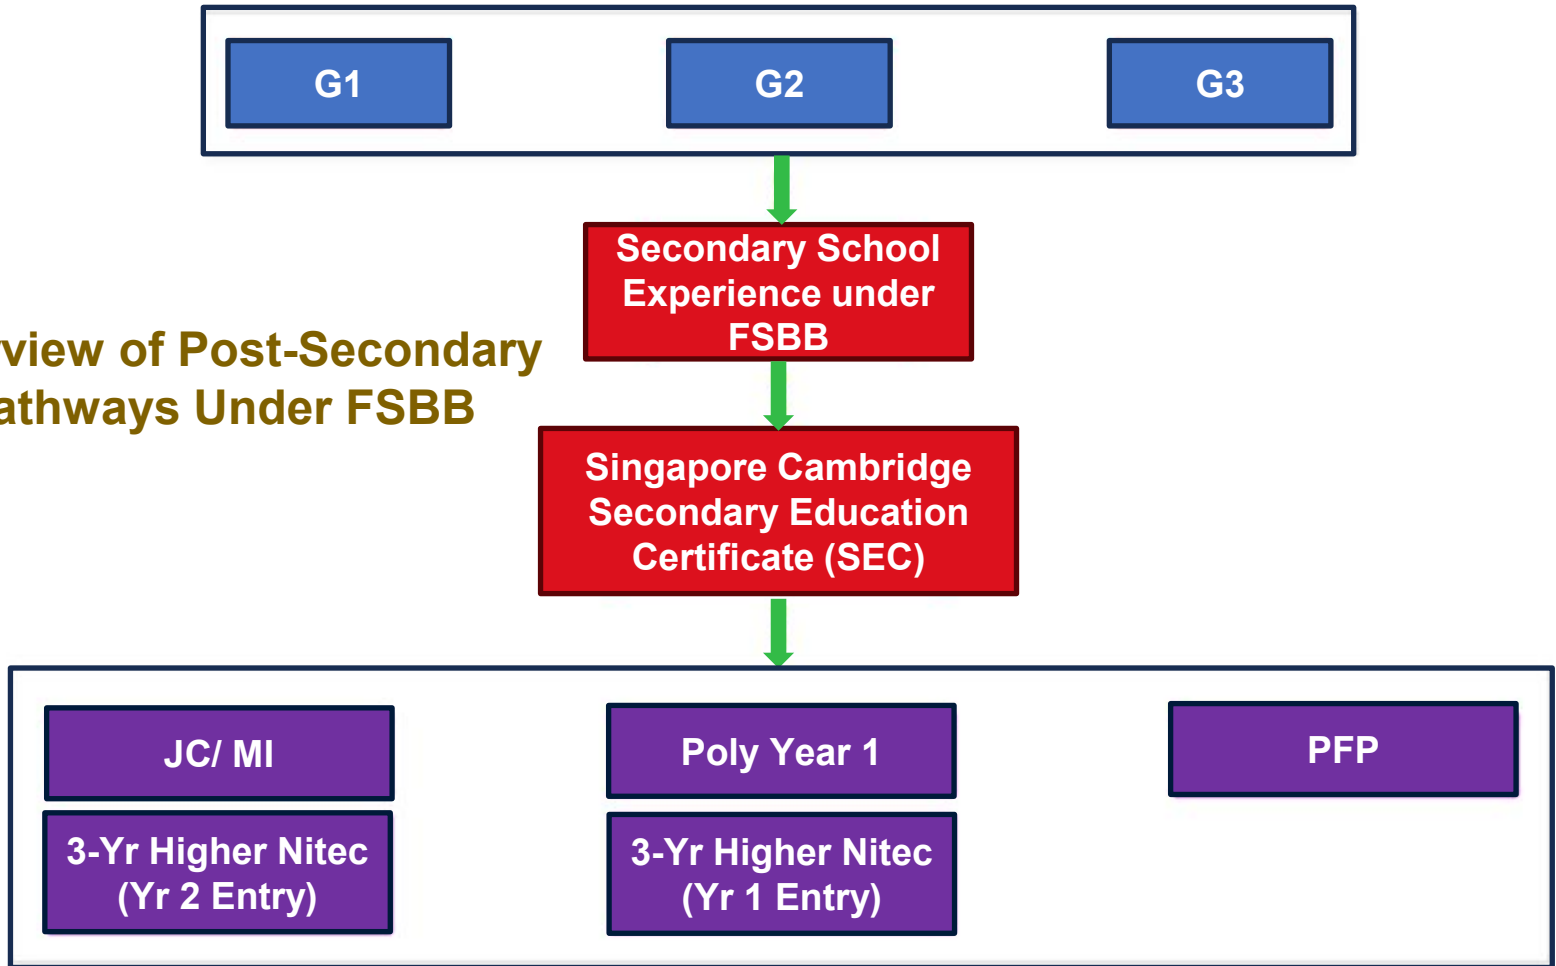 G1
G2
G3
Secondary School
Experience under
FSBB
view of Post-Secondary
athways Under FSBB
Singapore Cambridge
Secondary Education
Certificate (SEC)
JC/ MI
Poly Year 1
PFP
3-Yr Higher Nitec
(Yr 2 Entry)
3-Yr Higher Nitec
(Yr 1 Entry)